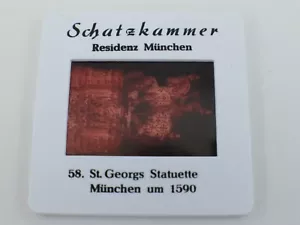 Schatzkammer
Residenz München
58. St. Georgs Statuette
München um 1590